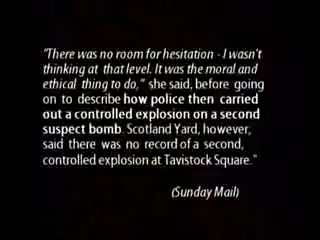 "There was no room for hesitation - I wasn't
thinking at that level. It was the moral and
ethical thing to do," she said, before going
on to describe how police then carried
out a controlled explosion on a second
suspect bomb. Scotland Yard, however,
said there was no record of a second,
controlled explosion at Tavistock Square."
(Sunday Mail)